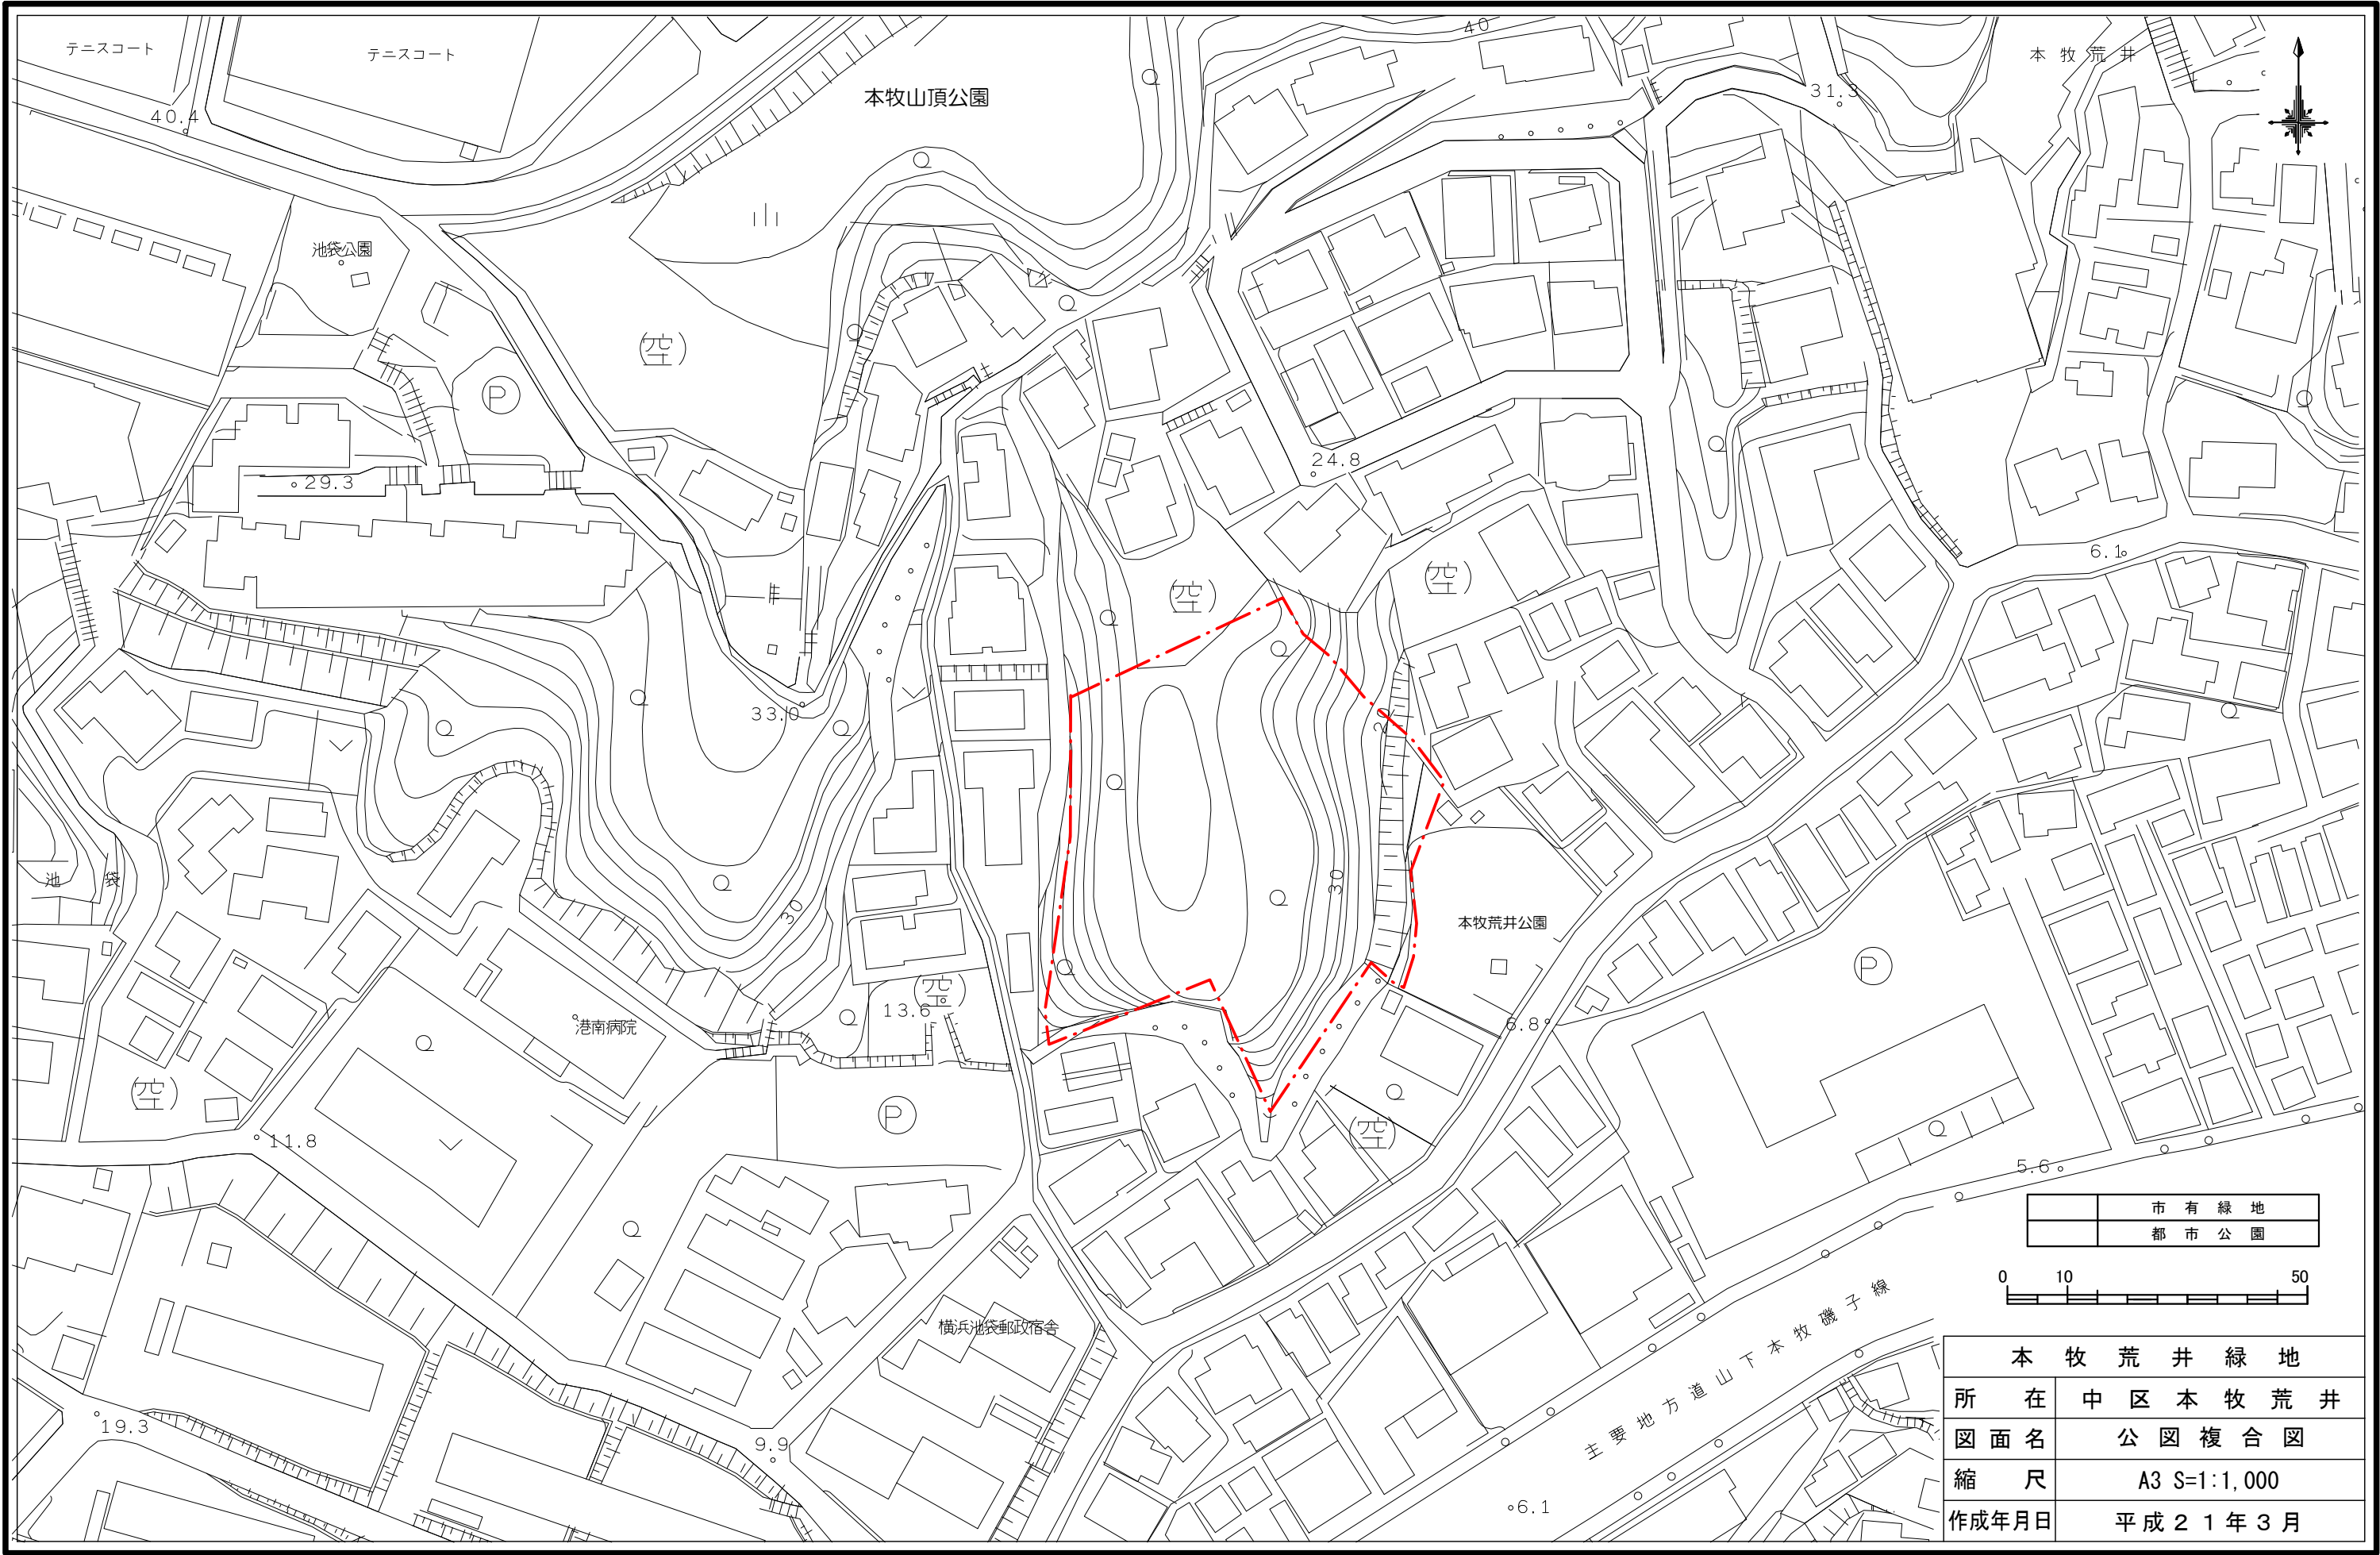 テニスコート
テニスコート
40
本牧荒井
本牧山頂公園
31.3
40.4
池袋公園
(空)
P
24.8
29.3
6.1
(空)
(空)
33.0
20
池袋
30
30
本牧荒井公園
P
(空)
13.6
港南病院
6.8
(空)
P
(空)
11.8
5.6
市有緑地
都市公園
0 10 50
横浜池袋郵政宿舎
主要地方道山下本牧磯子線
19.3
9.9
6.1
本牧荒井緑地
所在 中区本牧荒井
図面名 公図複合図
縮尺 A3 S=1:1,000
作成年月日 平成21年3月